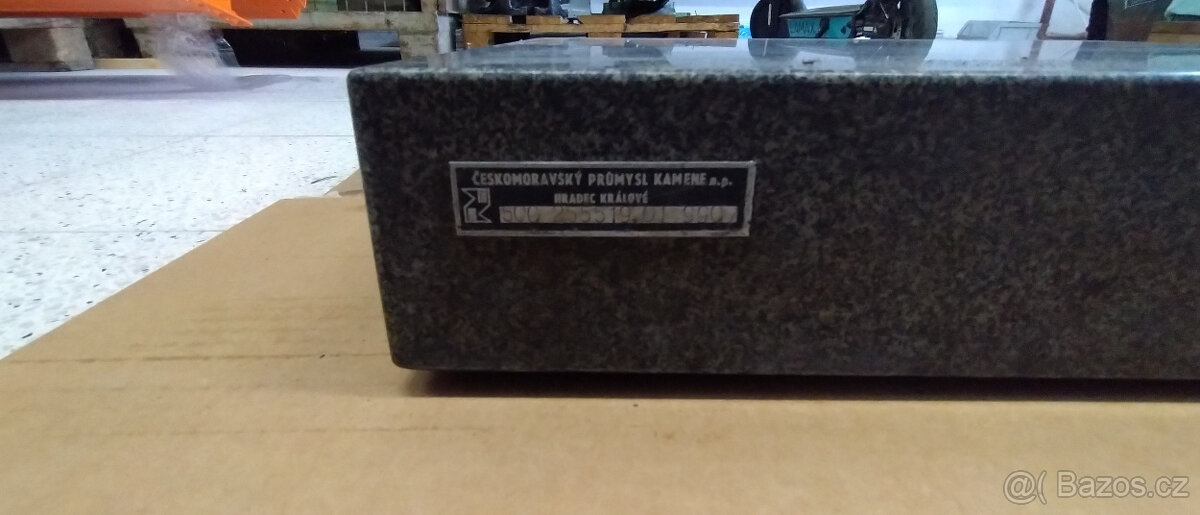 ČESKOMORAVSKÝ PRŮMYSL KAMENE n.p.
HRADEC KRÁLOVÉ
@( Bazos.cz